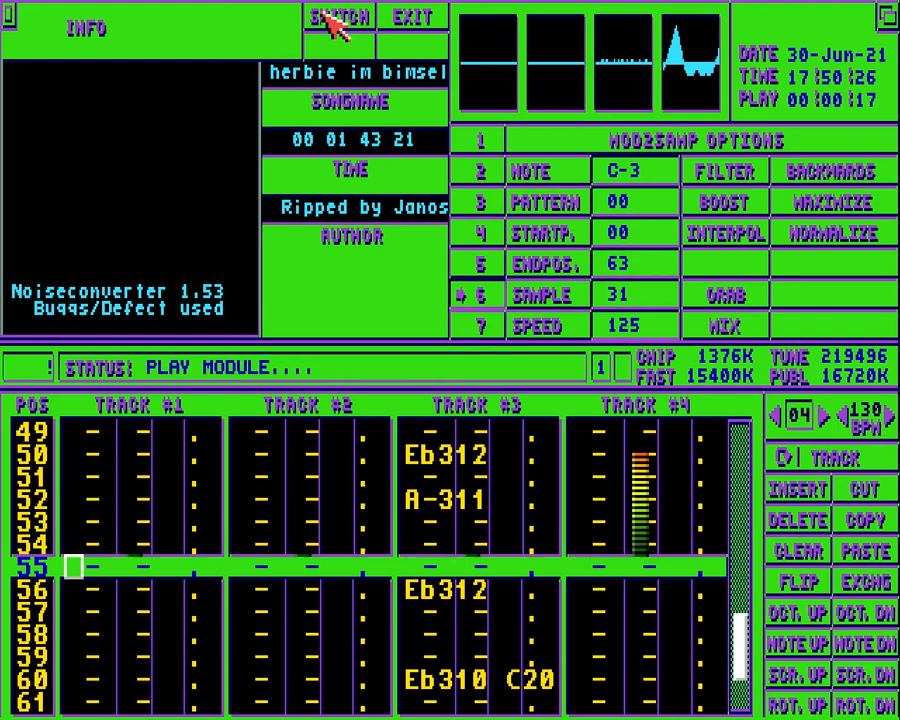 INFO
SWITCH EXIT
herbie im bimsel
SONGNAME
00 01 43 21
TIME
Ripped by Janos
AUTHOR
Noiseconverter 1.53
Buggs/Defect used
DATE 30-Jun-21
TIME 17:50:26
PLAY 00:00:17
1 MOD2SAMP OPTIONS
2 NOTE C-3 FILTER BACKWARDS
3 PATTERN 00 BOOST MAXIMIZE
4 STARTP. 00 INTERPOL NORMALIZE
5 ENDPOS. 63
6 SAMPLE 31 GRAB
7 SPEED 125 MIX
! STATUS: PLAY MODULE.... 1 CHIP 1376K TUNE 219496
FAST 15400K PUBL 16720K
POS TRACK #1 TRACK #2 TRACK #3 TRACK #4
49 - - . - - . - - . - - .
50 - - . - - . Eb312 . - - .
51 - - . - - . - - . - - .
52 - - . - - . A-311 . - - .
53 - - . - - . - - . - - .
54 - - . - - . - - . - - .
55 - - . - - . - - . - - .
56 - - . - - . Eb312 . - - .
57 - - . - - . - - . - - .
58 - - . - - . - - . - - .
59 - - . - - . - - . - - .
60 - - . - - . Eb310 C20 - - .
61 - - . - - . - - . - - .
04 130 BPM
TRACK
INSERT CUT
DELETE COPY
CLEAR PASTE
FLIP EXCHG
OCT. UP OCT. DN
NOTE UP NOTE DN
SCR. UP SCR. DN
ROT. UP ROT. DN